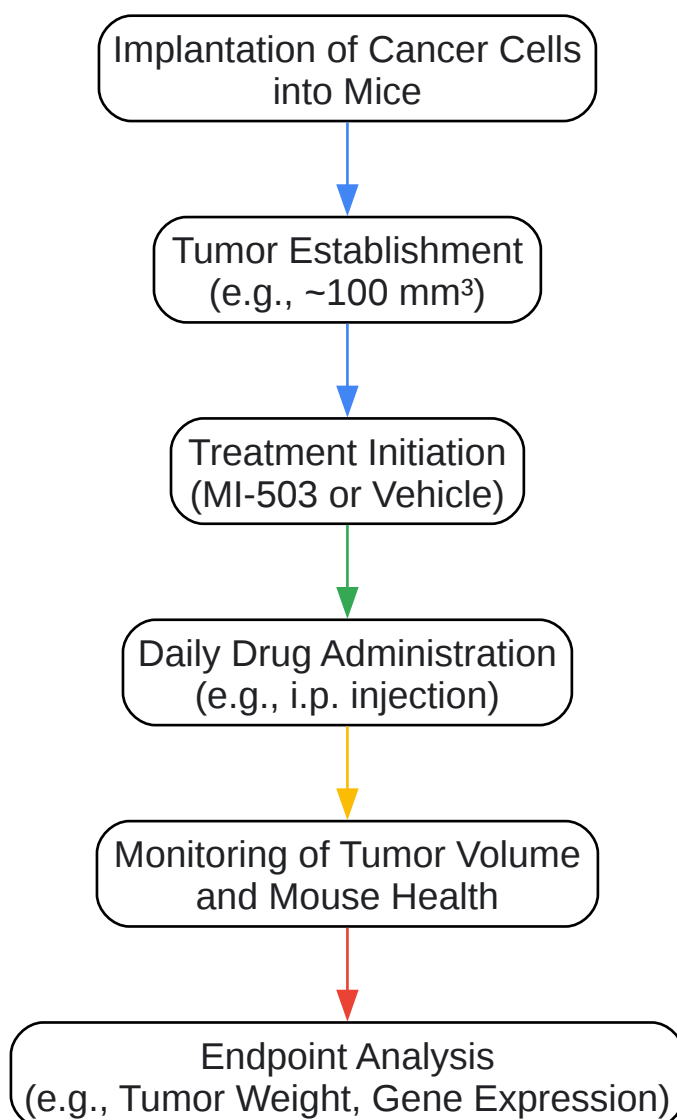 Implantation of Cancer Cells
into Mice
Tumor Establishment
(e.g., ~100 mm³)
Treatment Initiation
(MI-503 or Vehicle)
Daily Drug Administration
(e.g., i.p. injection)
Monitoring of Tumor Volume
and Mouse Health
Endpoint Analysis
(e.g., Tumor Weight, Gene Expression)